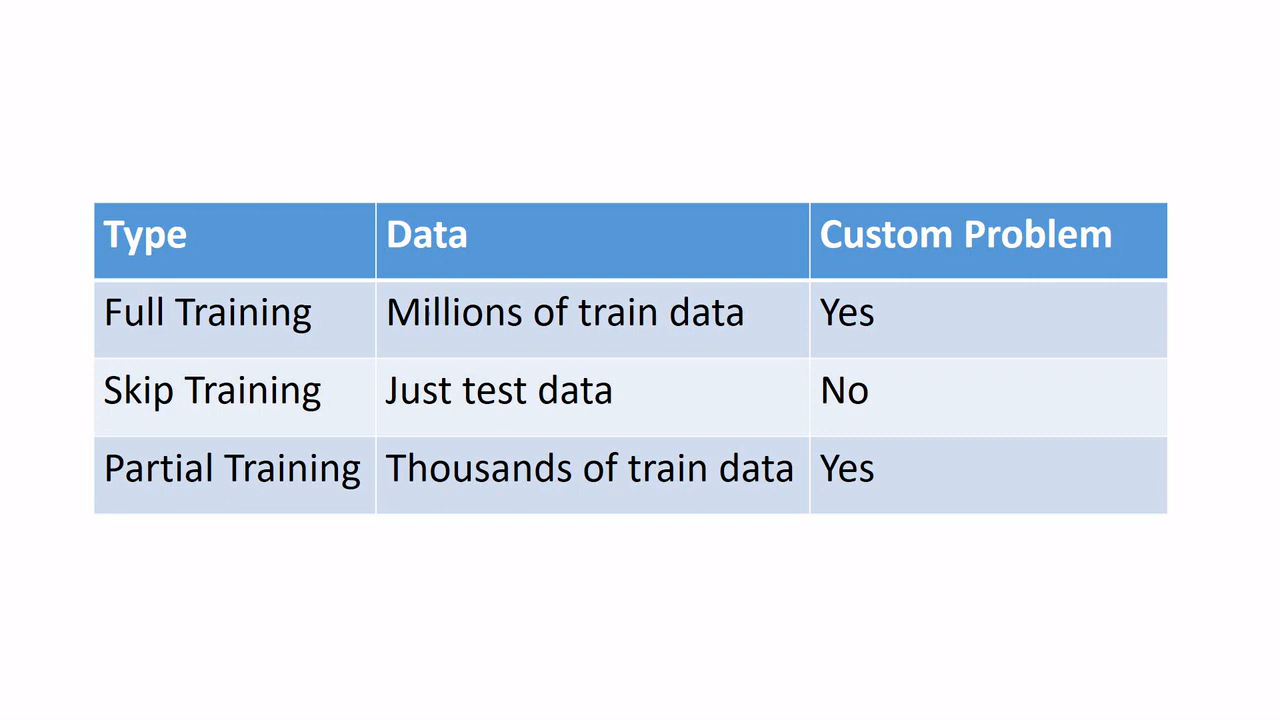 Type Data Custom Problem
Full Training Millions of train data Yes
Skip Training Just test data No
Partial Training Thousands of train data Yes